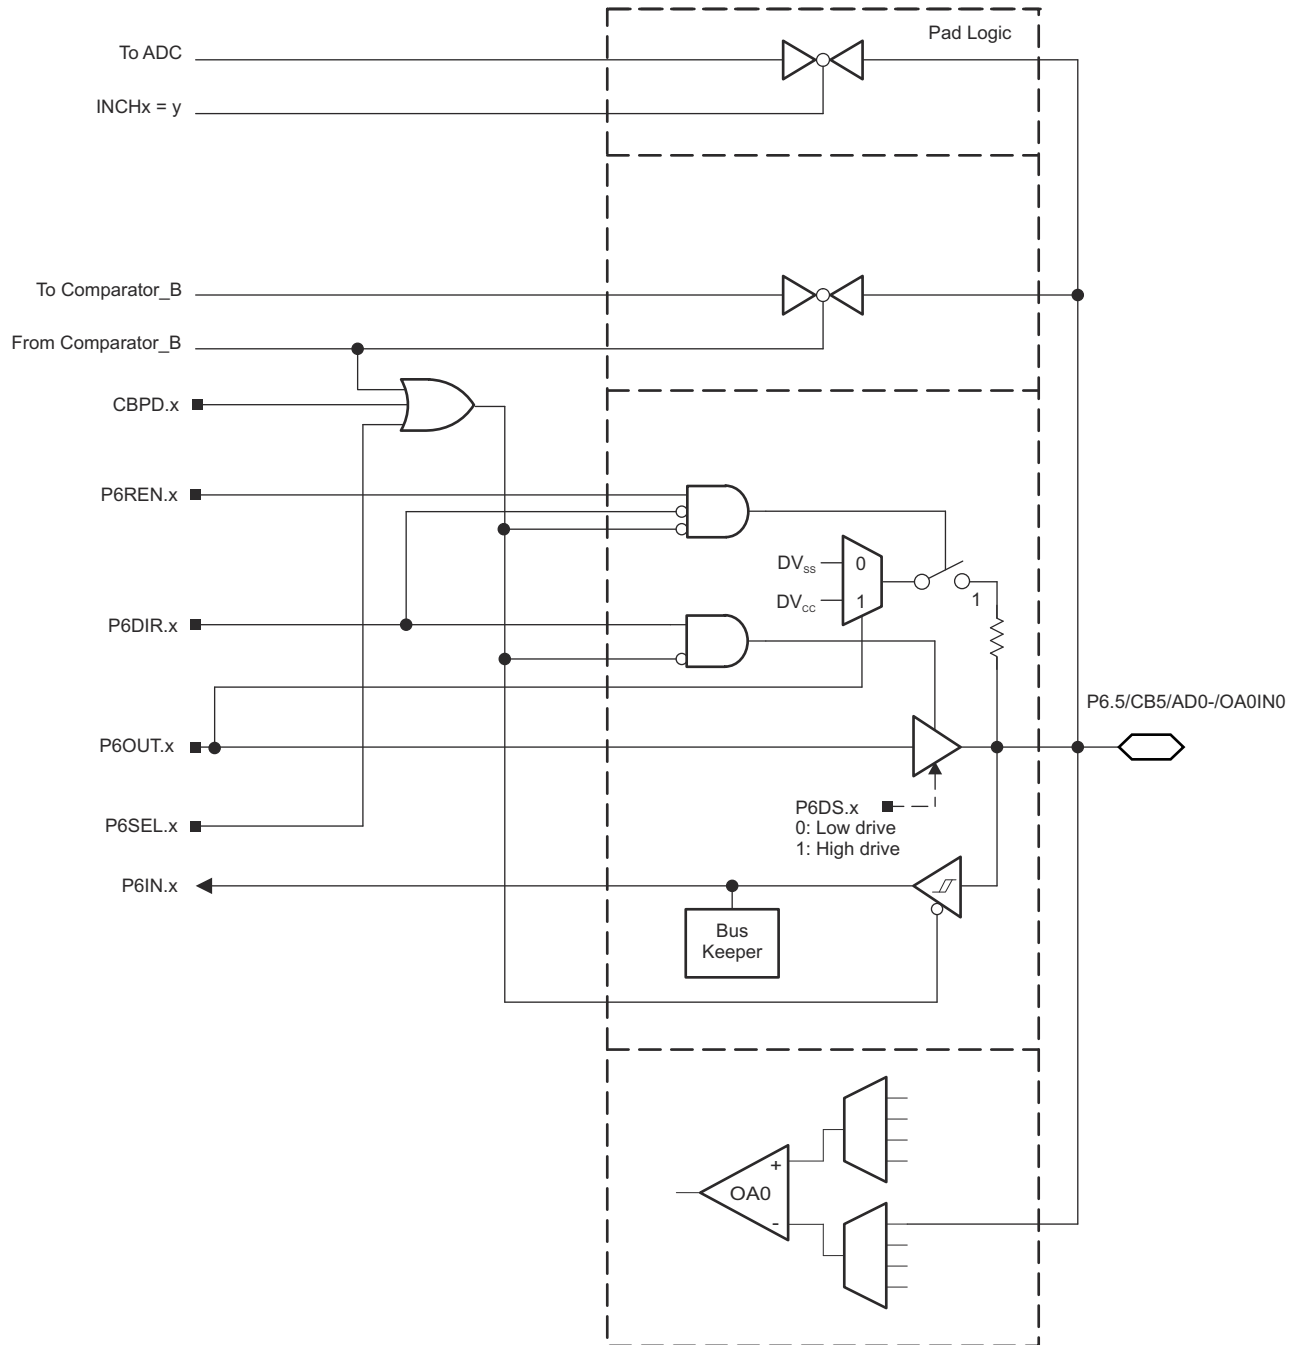 Pad Logic
To ADC
INCHx = y
To Comparator_B
From Comparator_B
CBPD.x
P6REN.x
DVSS
0
DVCC
1
1
P6DIR.x
P6.5/CB5/AD0-/OA0IN0
P6OUT.x
P6DS.x
0: Low drive
1: High drive
P6SEL.x
P6IN.x
Bus
Keeper
+
OA0
-